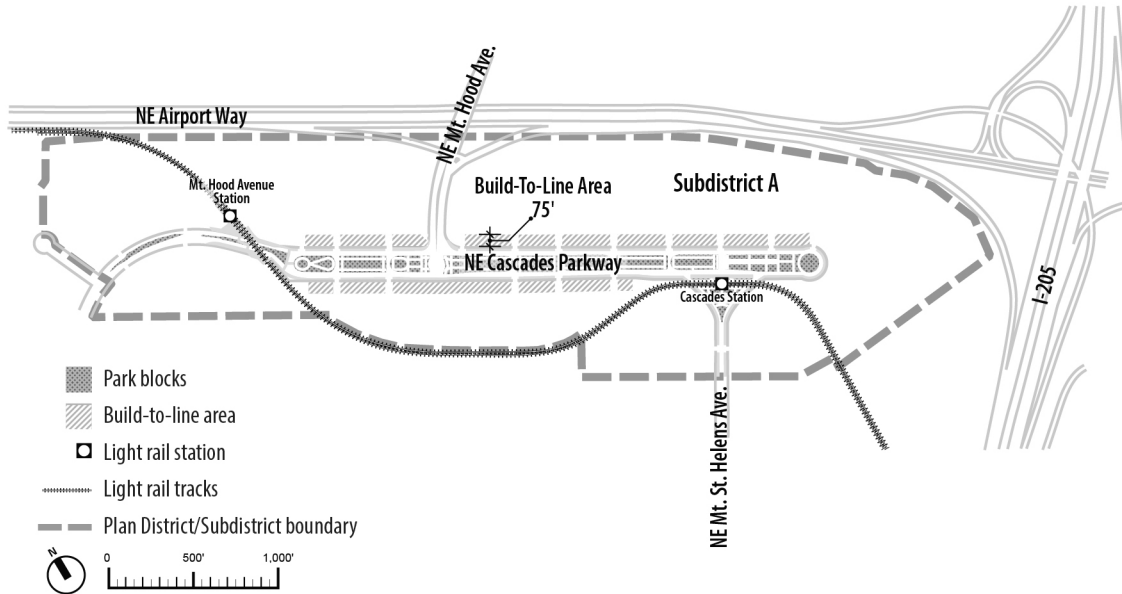 NE Airport Way
NE Mt. Hood Ave.
Mt. Hood Avenue
Station
Build-To-Line Area
75'
Subdistrict A
NE Cascades Parkway
Cascades Station
I-205
NE Mt. St. Helens Ave.
Park blocks
Build-to-line area
Light rail station
Light rail tracks
Plan District/Subdistrict boundary
N
0 500' 1,000'